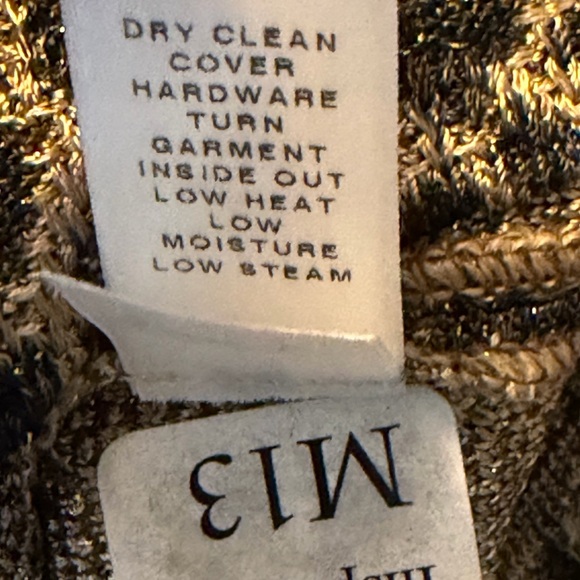 DRY CLEAN
COVER
HARDWARE
TURN
GARMENT
INSIDE OUT
LOW HEAT
LOW
MOISTURE
LOW STEAM
M13